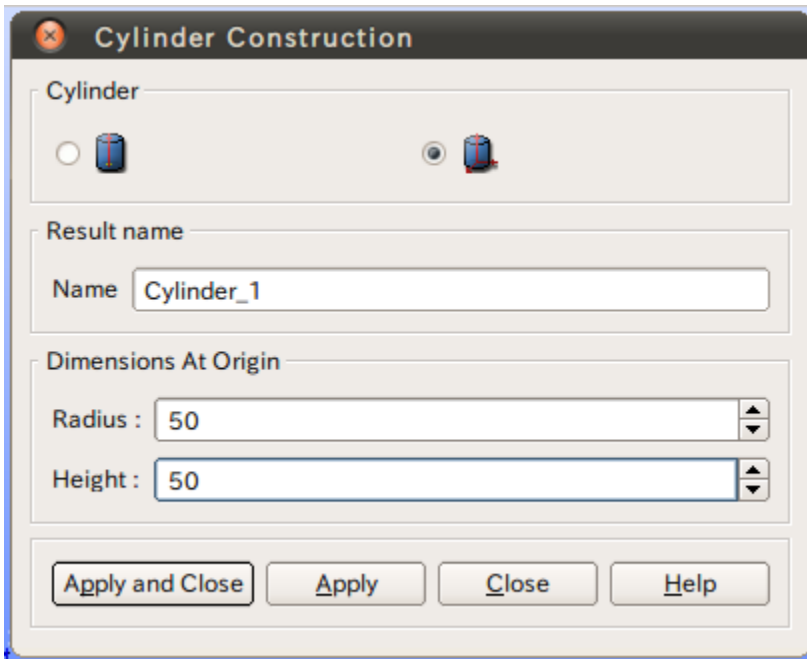 Cylinder Construction
Cylinder
Result name
Name Cylinder_1
Dimensions At Origin
Radius : 50
Height : 50
Apply and Close Apply Close Help